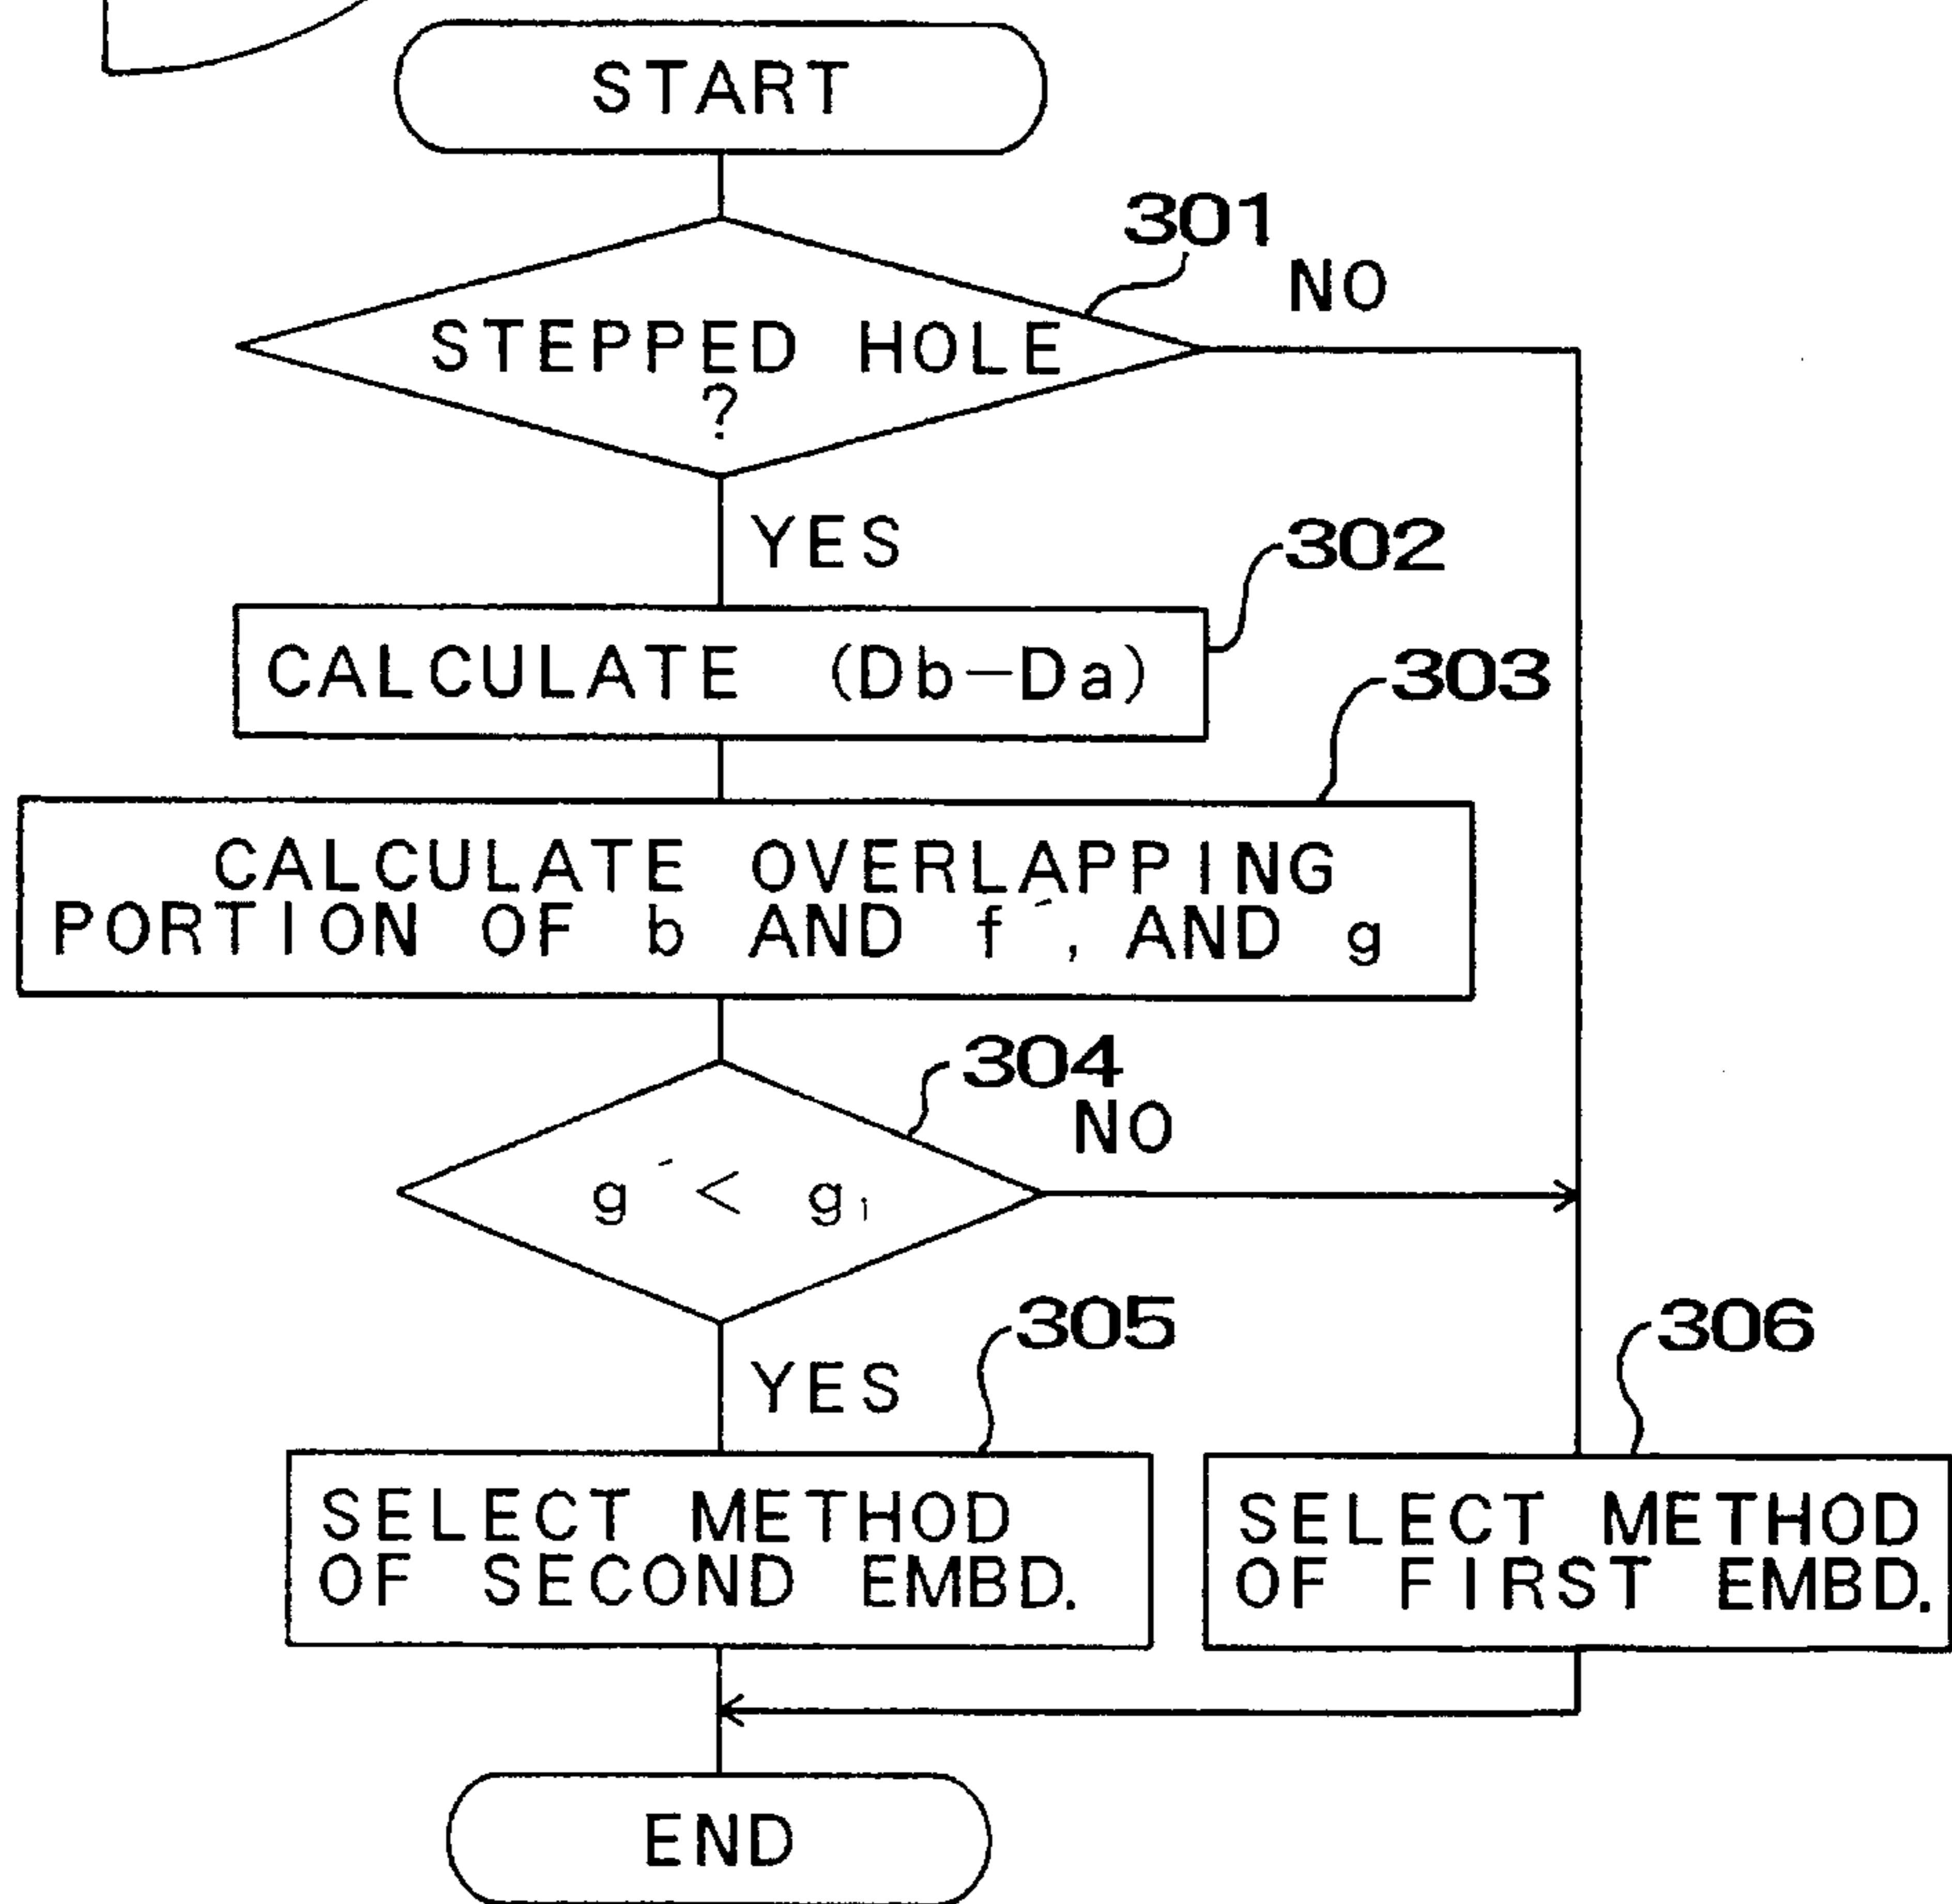 START
301
NO
STEPPED HOLE
?
YES
302
CALCULATE (Db-Da)
303
CALCULATE OVERLAPPING
PORTION OF b AND f´, AND g
304
NO
g´< gᵢ
YES
305
306
SELECT METHOD
OF SECOND EMBD.
SELECT METHOD
OF FIRST EMBD.
END